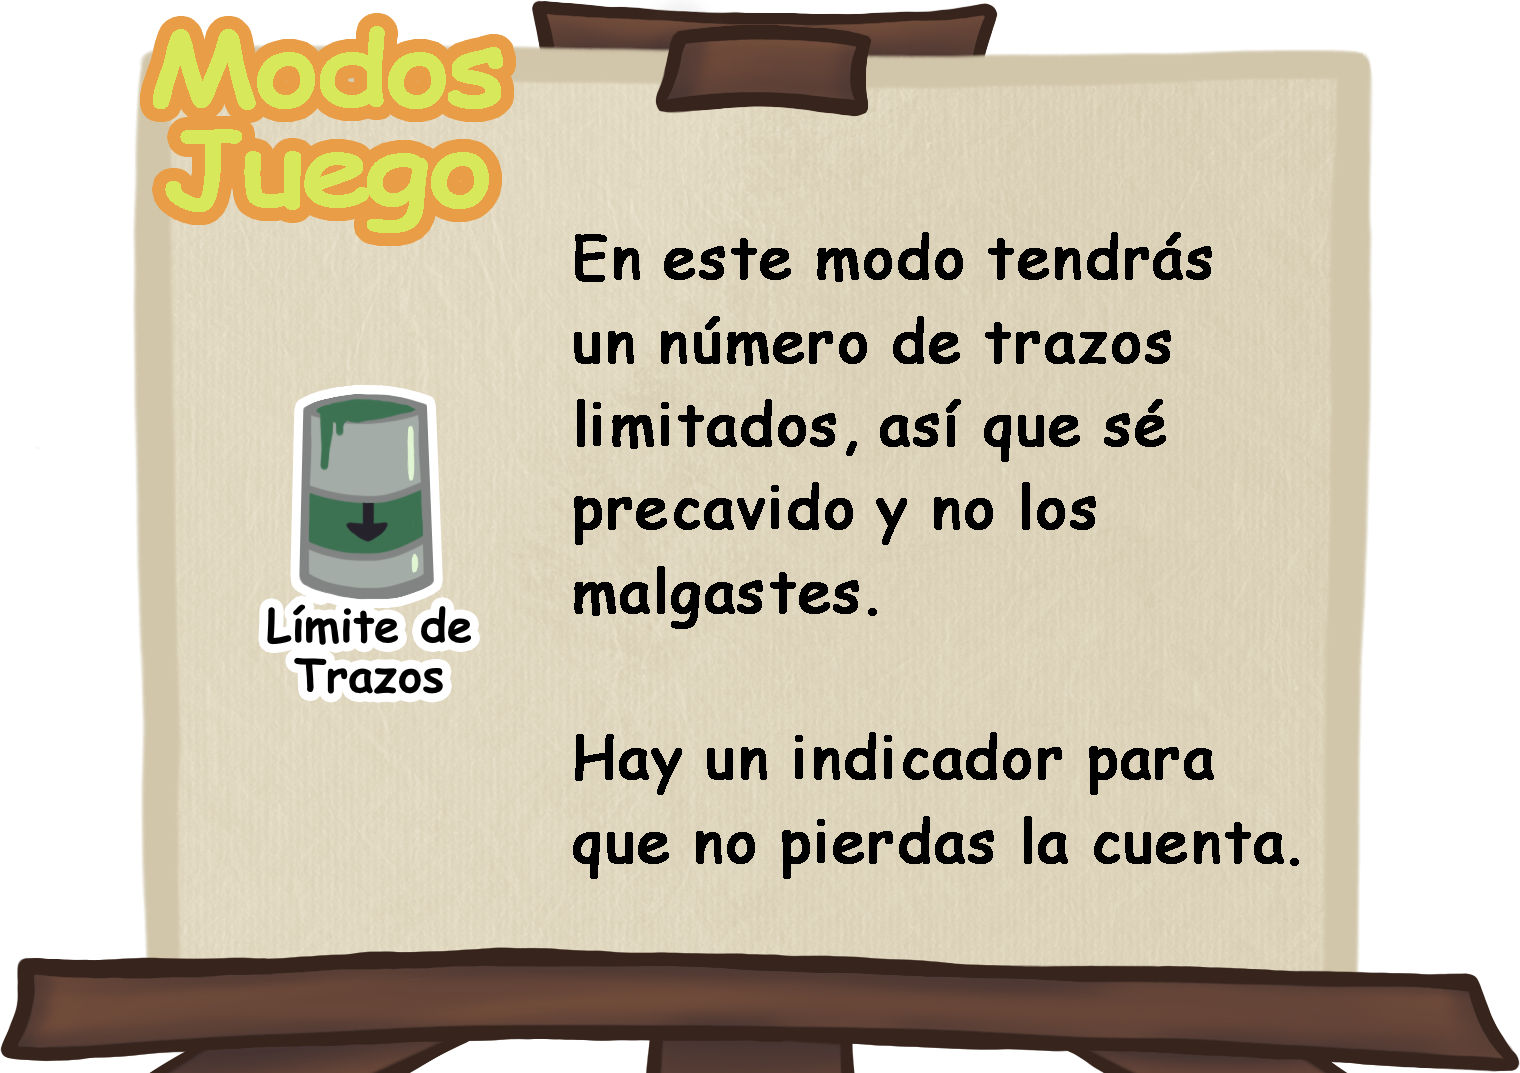 Modos
Juego
En este modo tendrás
un número de trazos
limitados, así que sé
precavido y no los
malgastes.
Límite de
Trazos
Hay un indicador para
que no pierdas la cuenta.